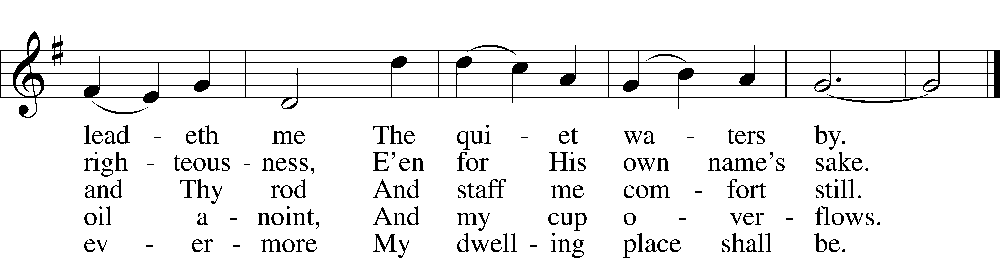 lead - eth me The qui - et wa - ters by.
righ - teous - ness, E’en for His own name’s sake.
and Thy rod And staff me com - fort still.
oil a - noint, And my cup o - ver - flows.
ev - er - more My dwell - ing place shall be.